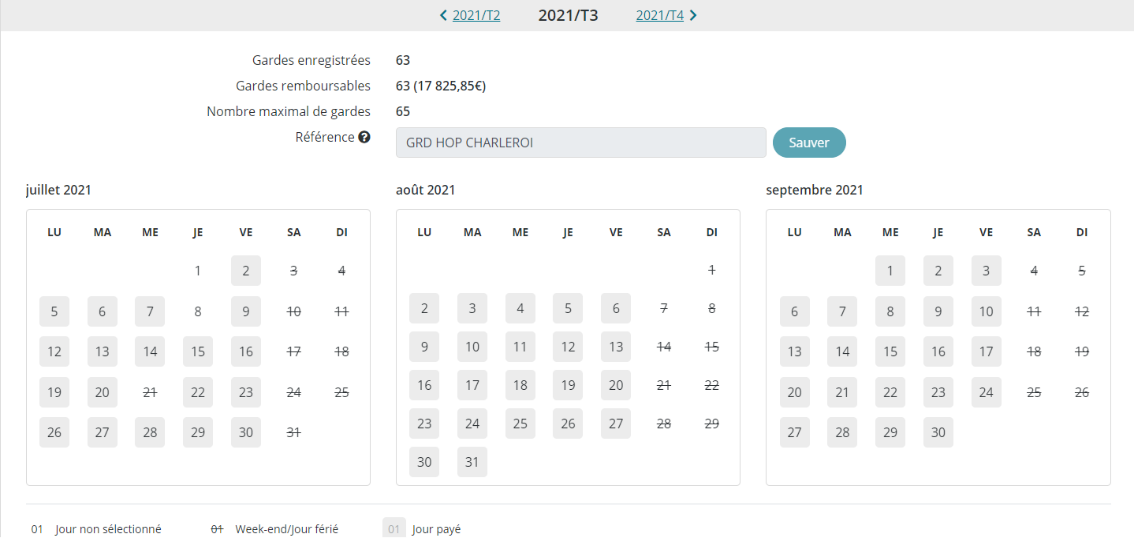 2021/T2 2021/T3 2021/T4
Gardes enregistrées 63
Gardes remboursables 63 (17 825,85€)
Nombre maximal de gardes 65
Référence ? GRD HOP CHARLEROI Sauver
juillet 2021
LU MA ME JE VE SA DI
1 2 3 4
5 6 7 8 9 10 11
12 13 14 15 16 17 18
19 20 21 22 23 24 25
26 27 28 29 30 31
août 2021
LU MA ME JE VE SA DI
1
2 3 4 5 6 7 8
9 10 11 12 13 14 15
16 17 18 19 20 21 22
23 24 25 26 27 28 29
30 31
septembre 2021
LU MA ME JE VE SA DI
1 2 3 4 5
6 7 8 9 10 11 12
13 14 15 16 17 18 19
20 21 22 23 24 25 26
27 28 29 30
01 Jour non sélectionné 01 Week-end/Jour férié 01 Jour payé